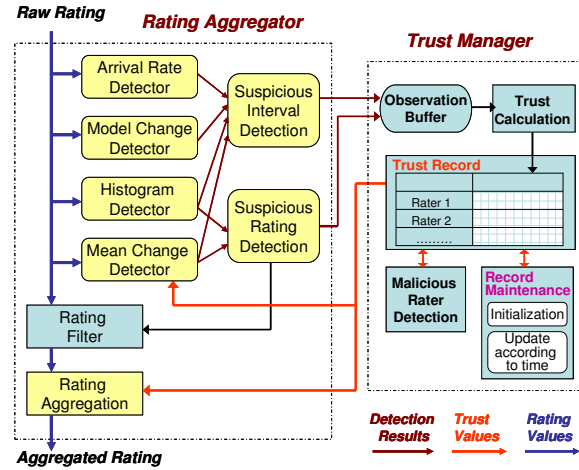 Raw Rating
Rating Aggregator
Trust Manager
Arrival Rate
Detector
Model Change
Detector
Histogram
Detector
Mean Change
Detector
Suspicious
Interval
Detection
Suspicious
Rating
Detection
Rating
Filter
Rating
Aggregation
Aggregated Rating
Observation
Buffer
Trust
Calculation
Trust Record
Rater 1
Rater 2
.........
Malicious
Rater
Detection
Record
Maintenance
Initialization
Update
according
to time
Detection
Results
Trust
Values
Rating
Values